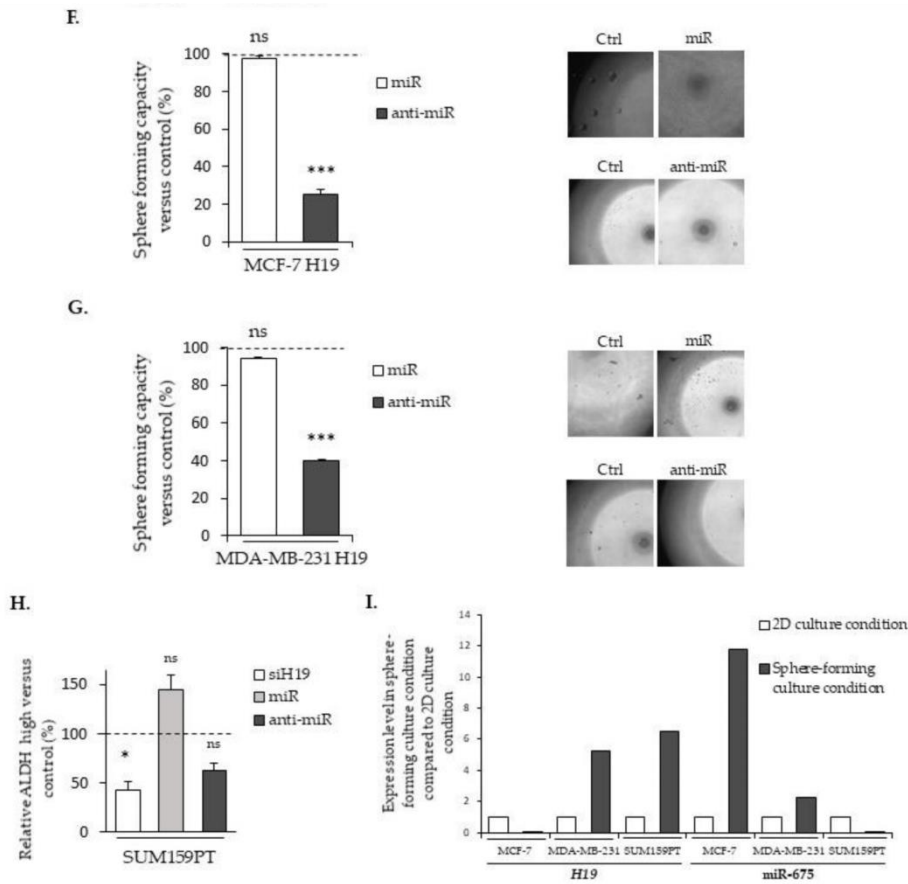 F.
ns
Ctrl
miR
100
80
60
40
20
0
Sphere forming capacity
versus control (%)
miR
anti-miR
***
Ctrl
anti-miR
MCF-7 H19
G.
ns
Ctrl
miR
100
80
60
40
20
0
Sphere forming capacity
versus control (%)
miR
anti-miR
***
Ctrl
anti-miR
MDA-MB-231 H19
H.
Relative ALDH high versus
control (%)
150
100
50
0
*
ns
ns
siH19
miR
anti-miR
SUM159PT
I.
Expression level in sphere-
forming culture condition
compared to 2D culture
condition
14
12
10
8
6
4
2
0
2D culture condition
Sphere-forming
culture condition
MCF-7
MDA-MB-231
SUM159PT
MCF-7
MDA-MB-231
SUM159PT
H19
miR-675